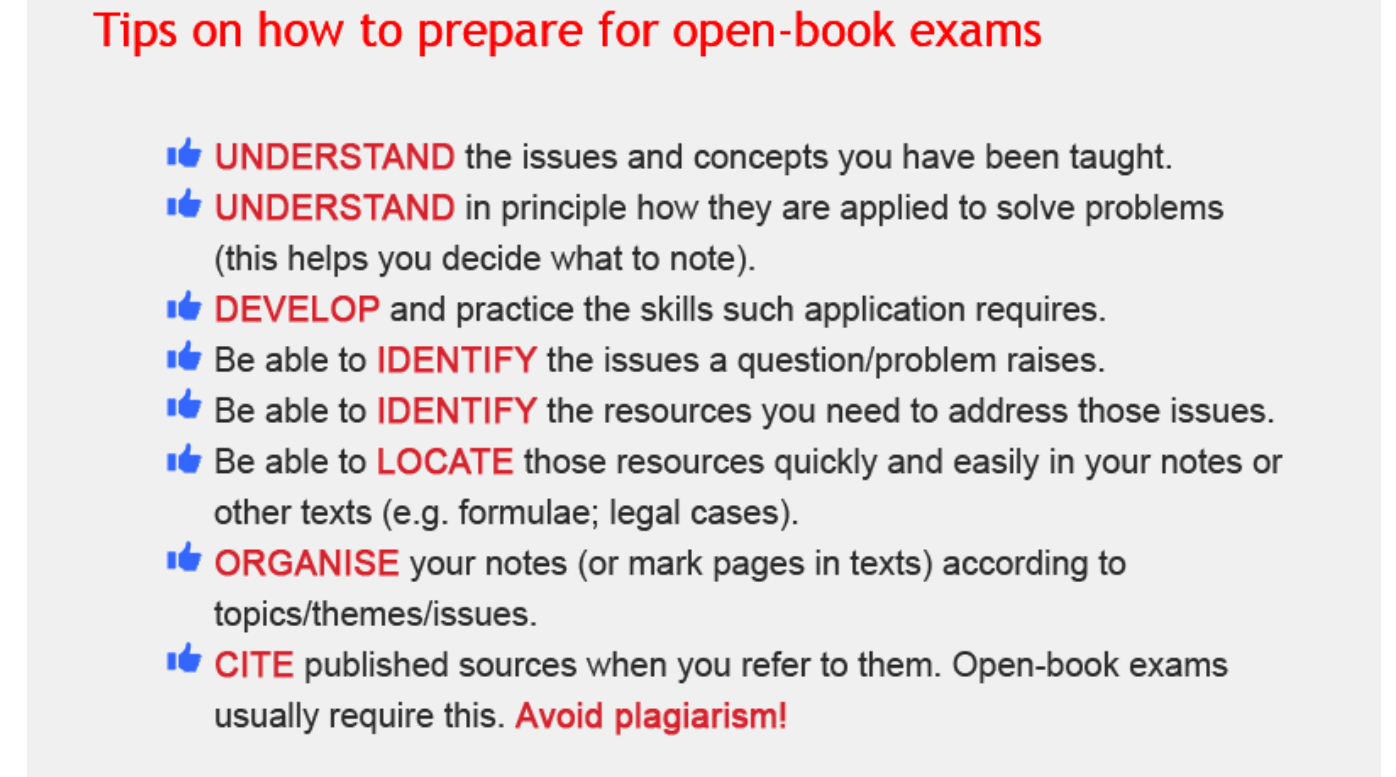 Tips on how to prepare for open-book exams
UNDERSTAND the issues and concepts you have been taught.
UNDERSTAND in principle how they are applied to solve problems
(this helps you decide what to note).
DEVELOP and practice the skills such application requires.
Be able to IDENTIFY the issues a question/problem raises.
Be able to IDENTIFY the resources you need to address those issues.
Be able to LOCATE those resources quickly and easily in your notes or
other texts (e.g. formulae; legal cases).
ORGANISE your notes (or mark pages in texts) according to
topics/themes/issues.
CITE published sources when you refer to them. Open-book exams
usually require this. Avoid plagiarism!